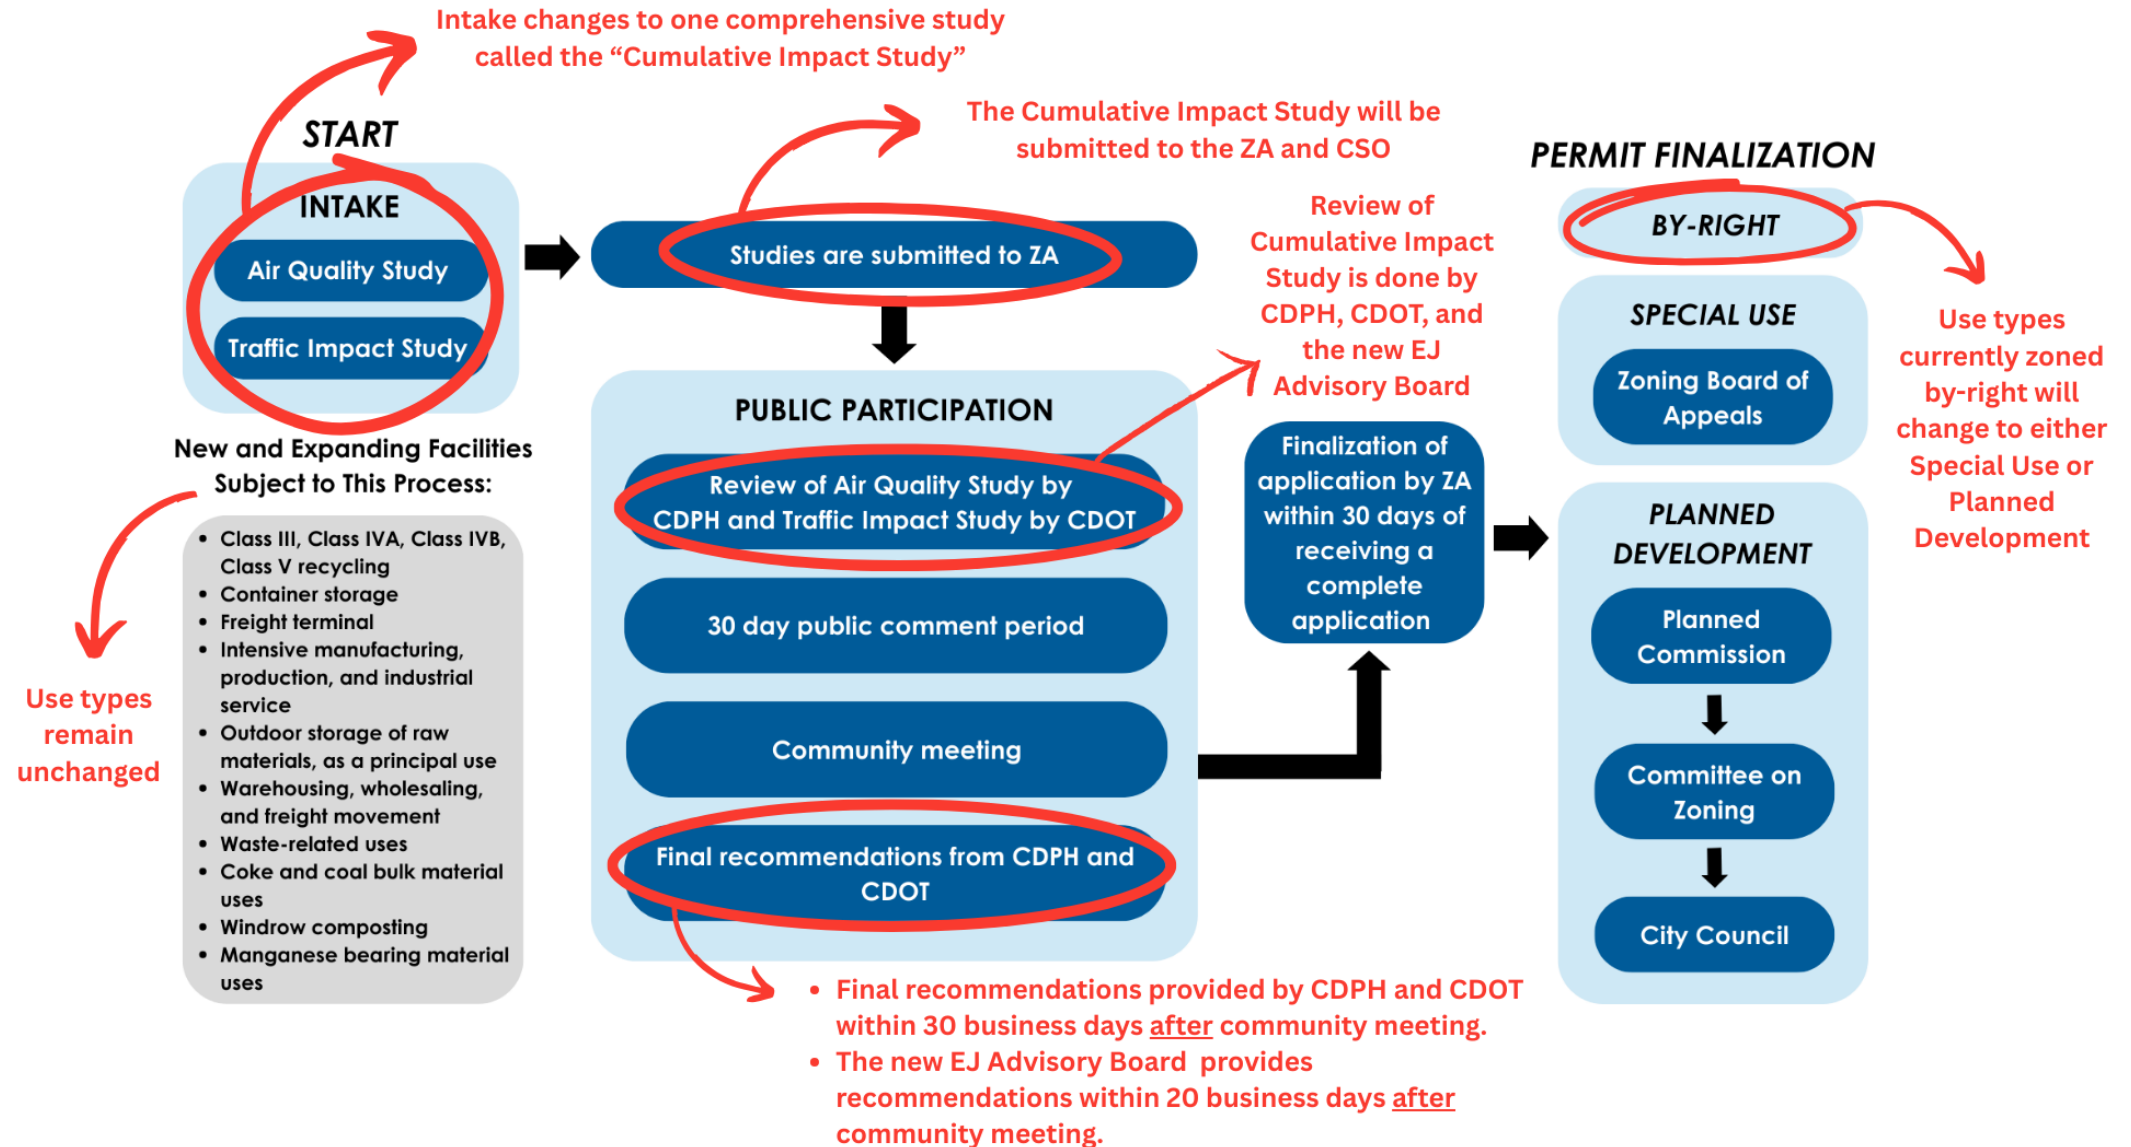 Intake changes to one comprehensive study
called the “Cumulative Impact Study”
START
INTAKE
Air Quality Study
Traffic Impact Study
New and Expanding Facilities
Subject to This Process:
• Class III, Class IVA, Class IVB,
Class V recycling
• Container storage
• Freight terminal
• Intensive manufacturing,
production, and industrial
service
• Outdoor storage of raw
materials, as a principal use
• Warehousing, wholesaling,
and freight movement
• Waste-related uses
• Coke and coal bulk material
uses
• Windrow composting
• Manganese bearing material
uses
Use types
remain
unchanged
The Cumulative Impact Study will be
submitted to the ZA and CSO
Studies are submitted to ZA
PUBLIC PARTICIPATION
Review of Air Quality Study by
CDPH and Traffic Impact Study by CDOT
30 day public comment period
Community meeting
Final recommendations from CDPH and
CDOT
Review of
Cumulative Impact
Study is done by
CDPH, CDOT, and
the new EJ
Advisory Board
• Final recommendations provided by CDPH and CDOT
within 30 business days after community meeting.
• The new EJ Advisory Board provides
recommendations within 20 business days after
community meeting.
Finalization of
application by ZA
within 30 days of
receiving a
complete
application
PERMIT FINALIZATION
BY-RIGHT
SPECIAL USE
Zoning Board of
Appeals
PLANNED
DEVELOPMENT
Planned
Commission
Committee on
Zoning
City Council
Use types
currently zoned
by-right will
change to either
Special Use or
Planned
Development